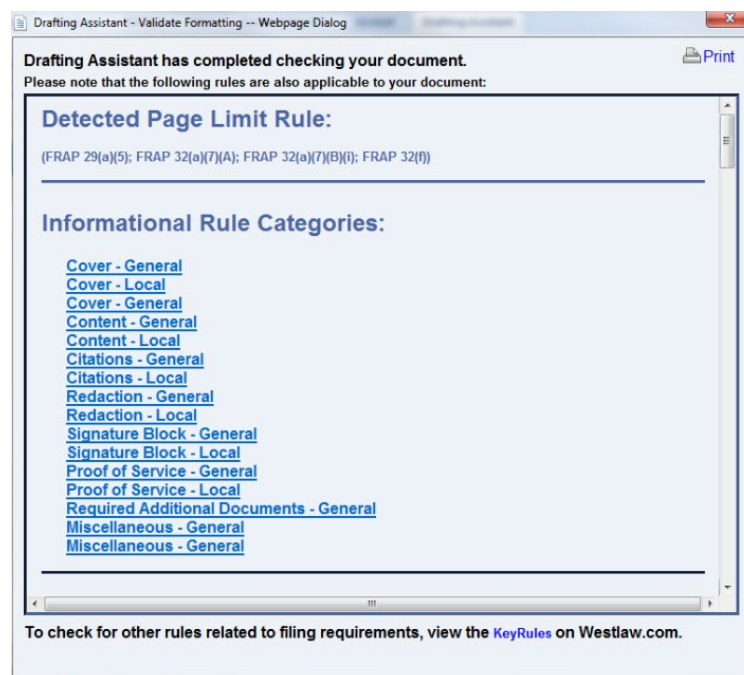 Drafting Assistant - Validate Formatting -- Webpage Dialog
Drafting Assistant has completed checking your document.
Print
Please note that the following rules are also applicable to your document:
Detected Page Limit Rule:
(FRAP 29(a)(5); FRAP 32(a)(7)(A); FRAP 32(a)(7)(B)(i); FRAP 32(f))
Informational Rule Categories:
Cover - General
Cover - Local
Cover - General
Content - General
Content - Local
Citations - General
Citations - Local
Redaction - General
Redaction - Local
Signature Block - General
Signature Block - Local
Proof of Service - General
Proof of Service - Local
Required Additional Documents - General
Miscellaneous - General
Miscellaneous - General
To check for other rules related to filing requirements, view the KeyRules on Westlaw.com.